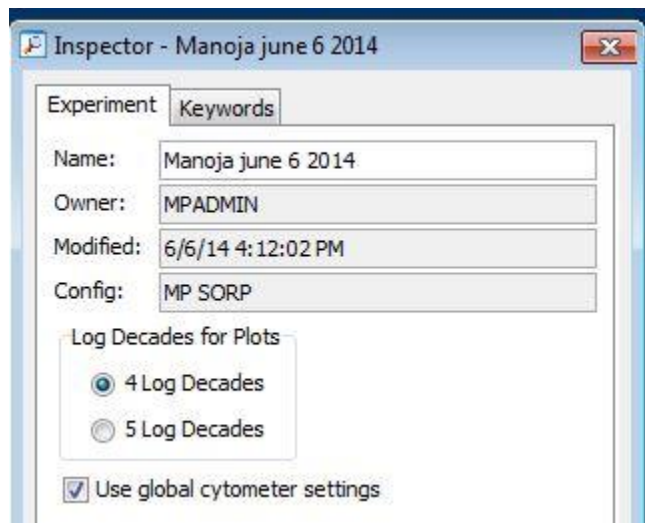 Inspector - Manoja june 6 2014
Experiment Keywords
Name: Manoja june 6 2014
Owner: MPADMIN
Modified: 6/6/14 4:12:02 PM
Config: MP SORP
Log Decades for Plots
4 Log Decades
5 Log Decades
Use global cytometer settings